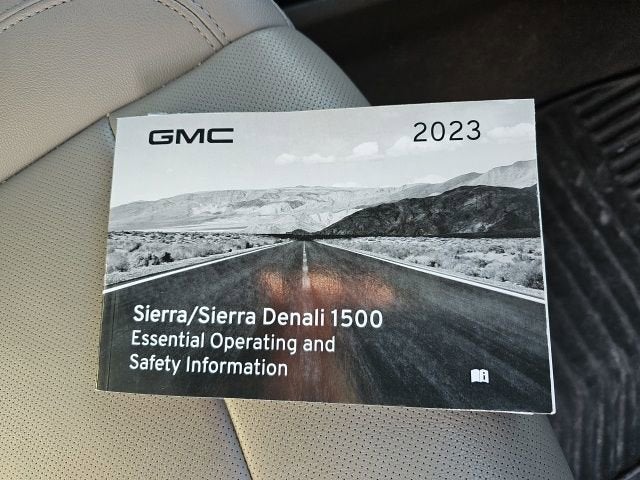 GMC 2023
Sierra/Sierra Denali 1500
Essential Operating and
Safety Information